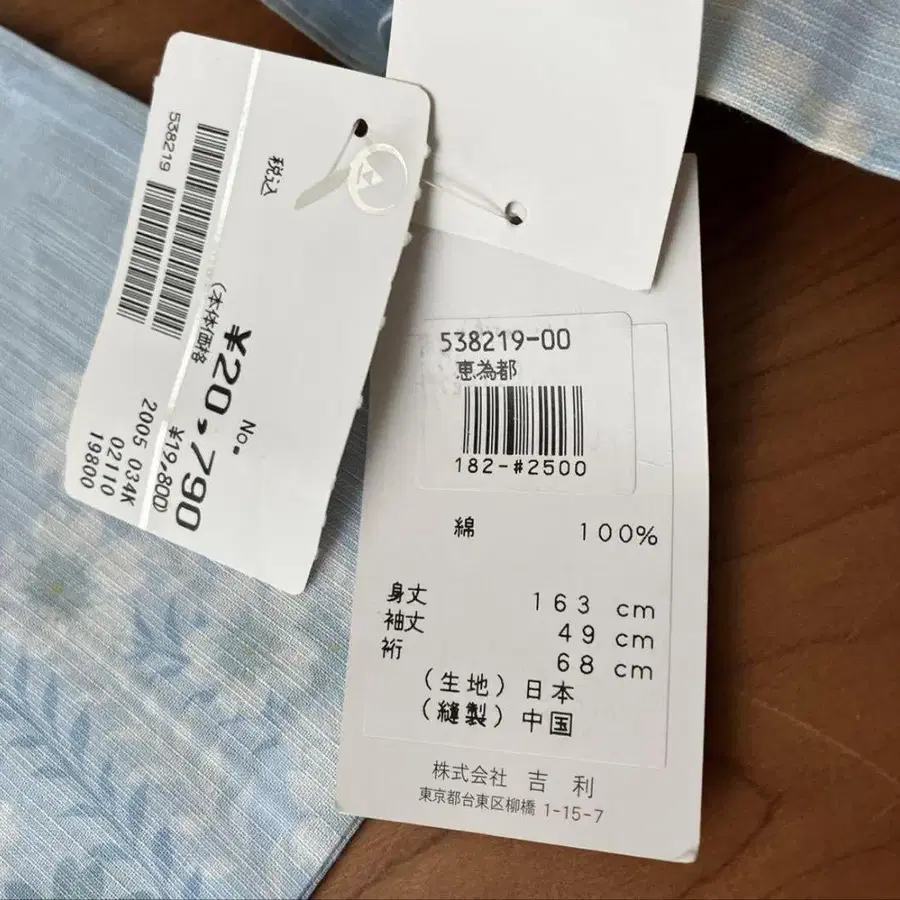 538219
税込
No.
¥20,790
(本体価格 ¥19,800)
2005 034K
02110
19800
538219-00
恵為都
182-#2500
綿 100%
身丈 163 cm
袖丈 49 cm
裄 68 cm
(生地) 日本
(縫製) 中国
株式会社 吉利
東京都台東区柳橋 1-15-7